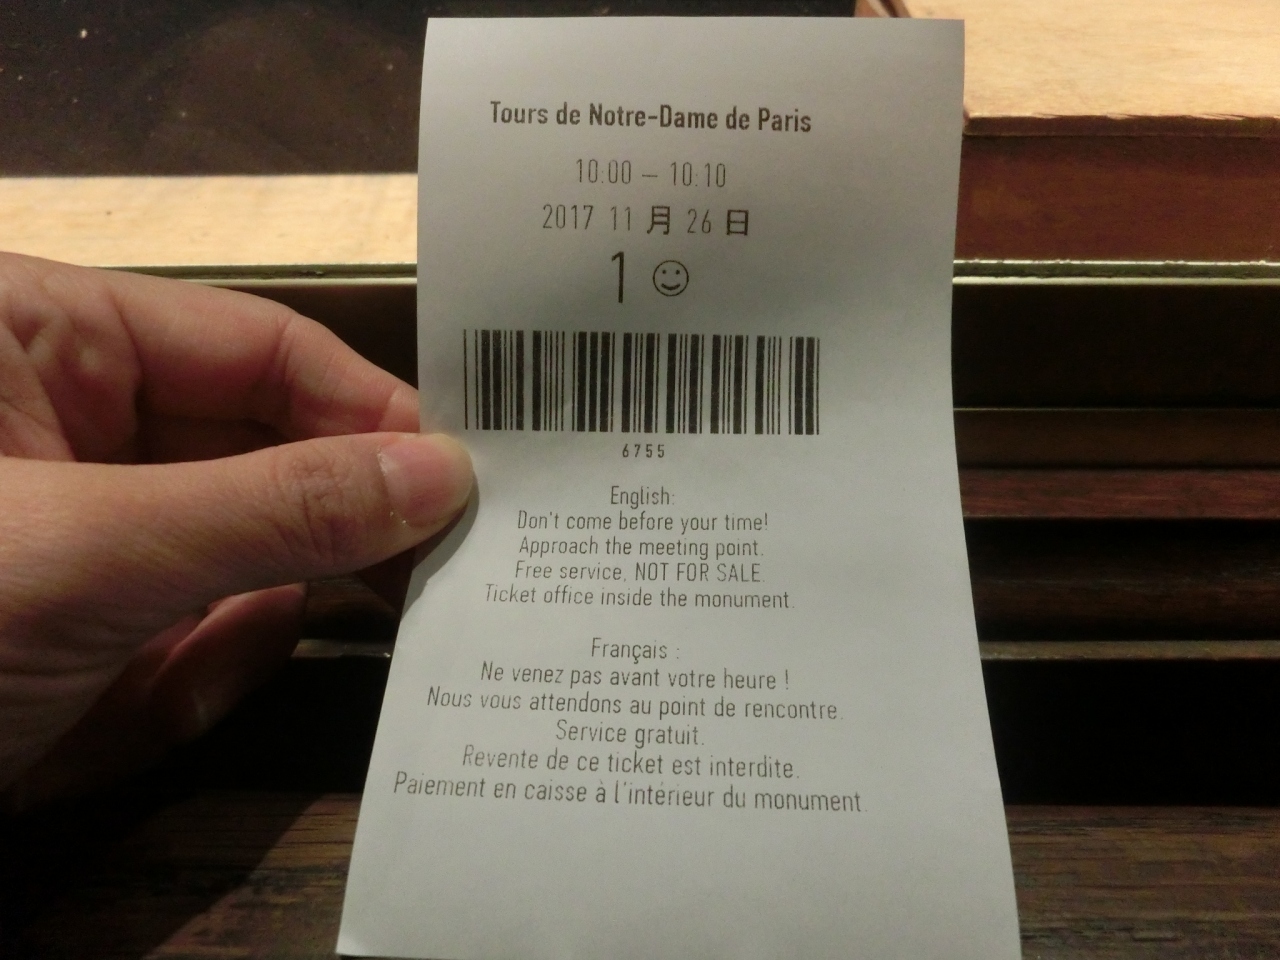 Tours de Notre-Dame de Paris
10:00 – 10:10
2017 11 月 26 日
1 ☺
6755
English:
Don't come before your time!
Approach the meeting point.
Free service, NOT FOR SALE.
Ticket office inside the monument.
Français :
Ne venez pas avant votre heure !
Nous vous attendons au point de rencontre.
Service gratuit.
Revente de ce ticket est interdite.
Paiement en caisse à l'intérieur du monument.